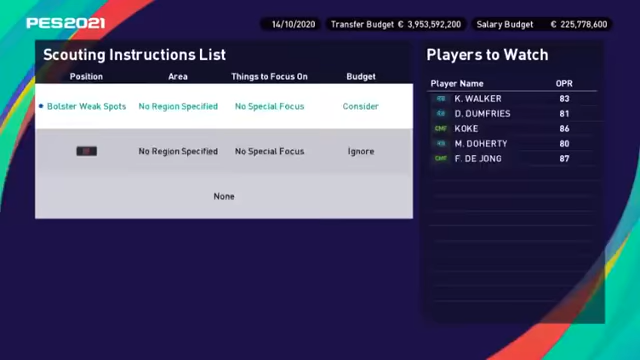 PES2021
14/10/2020 Transfer Budget € 3,953,592,200 Salary Budget € 225,778,600
Scouting Instructions List
Position Area Things to Focus On Budget
Bolster Weak Spots No Region Specified No Special Focus Consider
No Region Specified No Special Focus Ignore
None
Players to Watch
Player Name OPR
K. WALKER 83
D. DUMFRIES 81
CMF KOKE 86
M. DOHERTY 80
CMF F. DE JONG 87